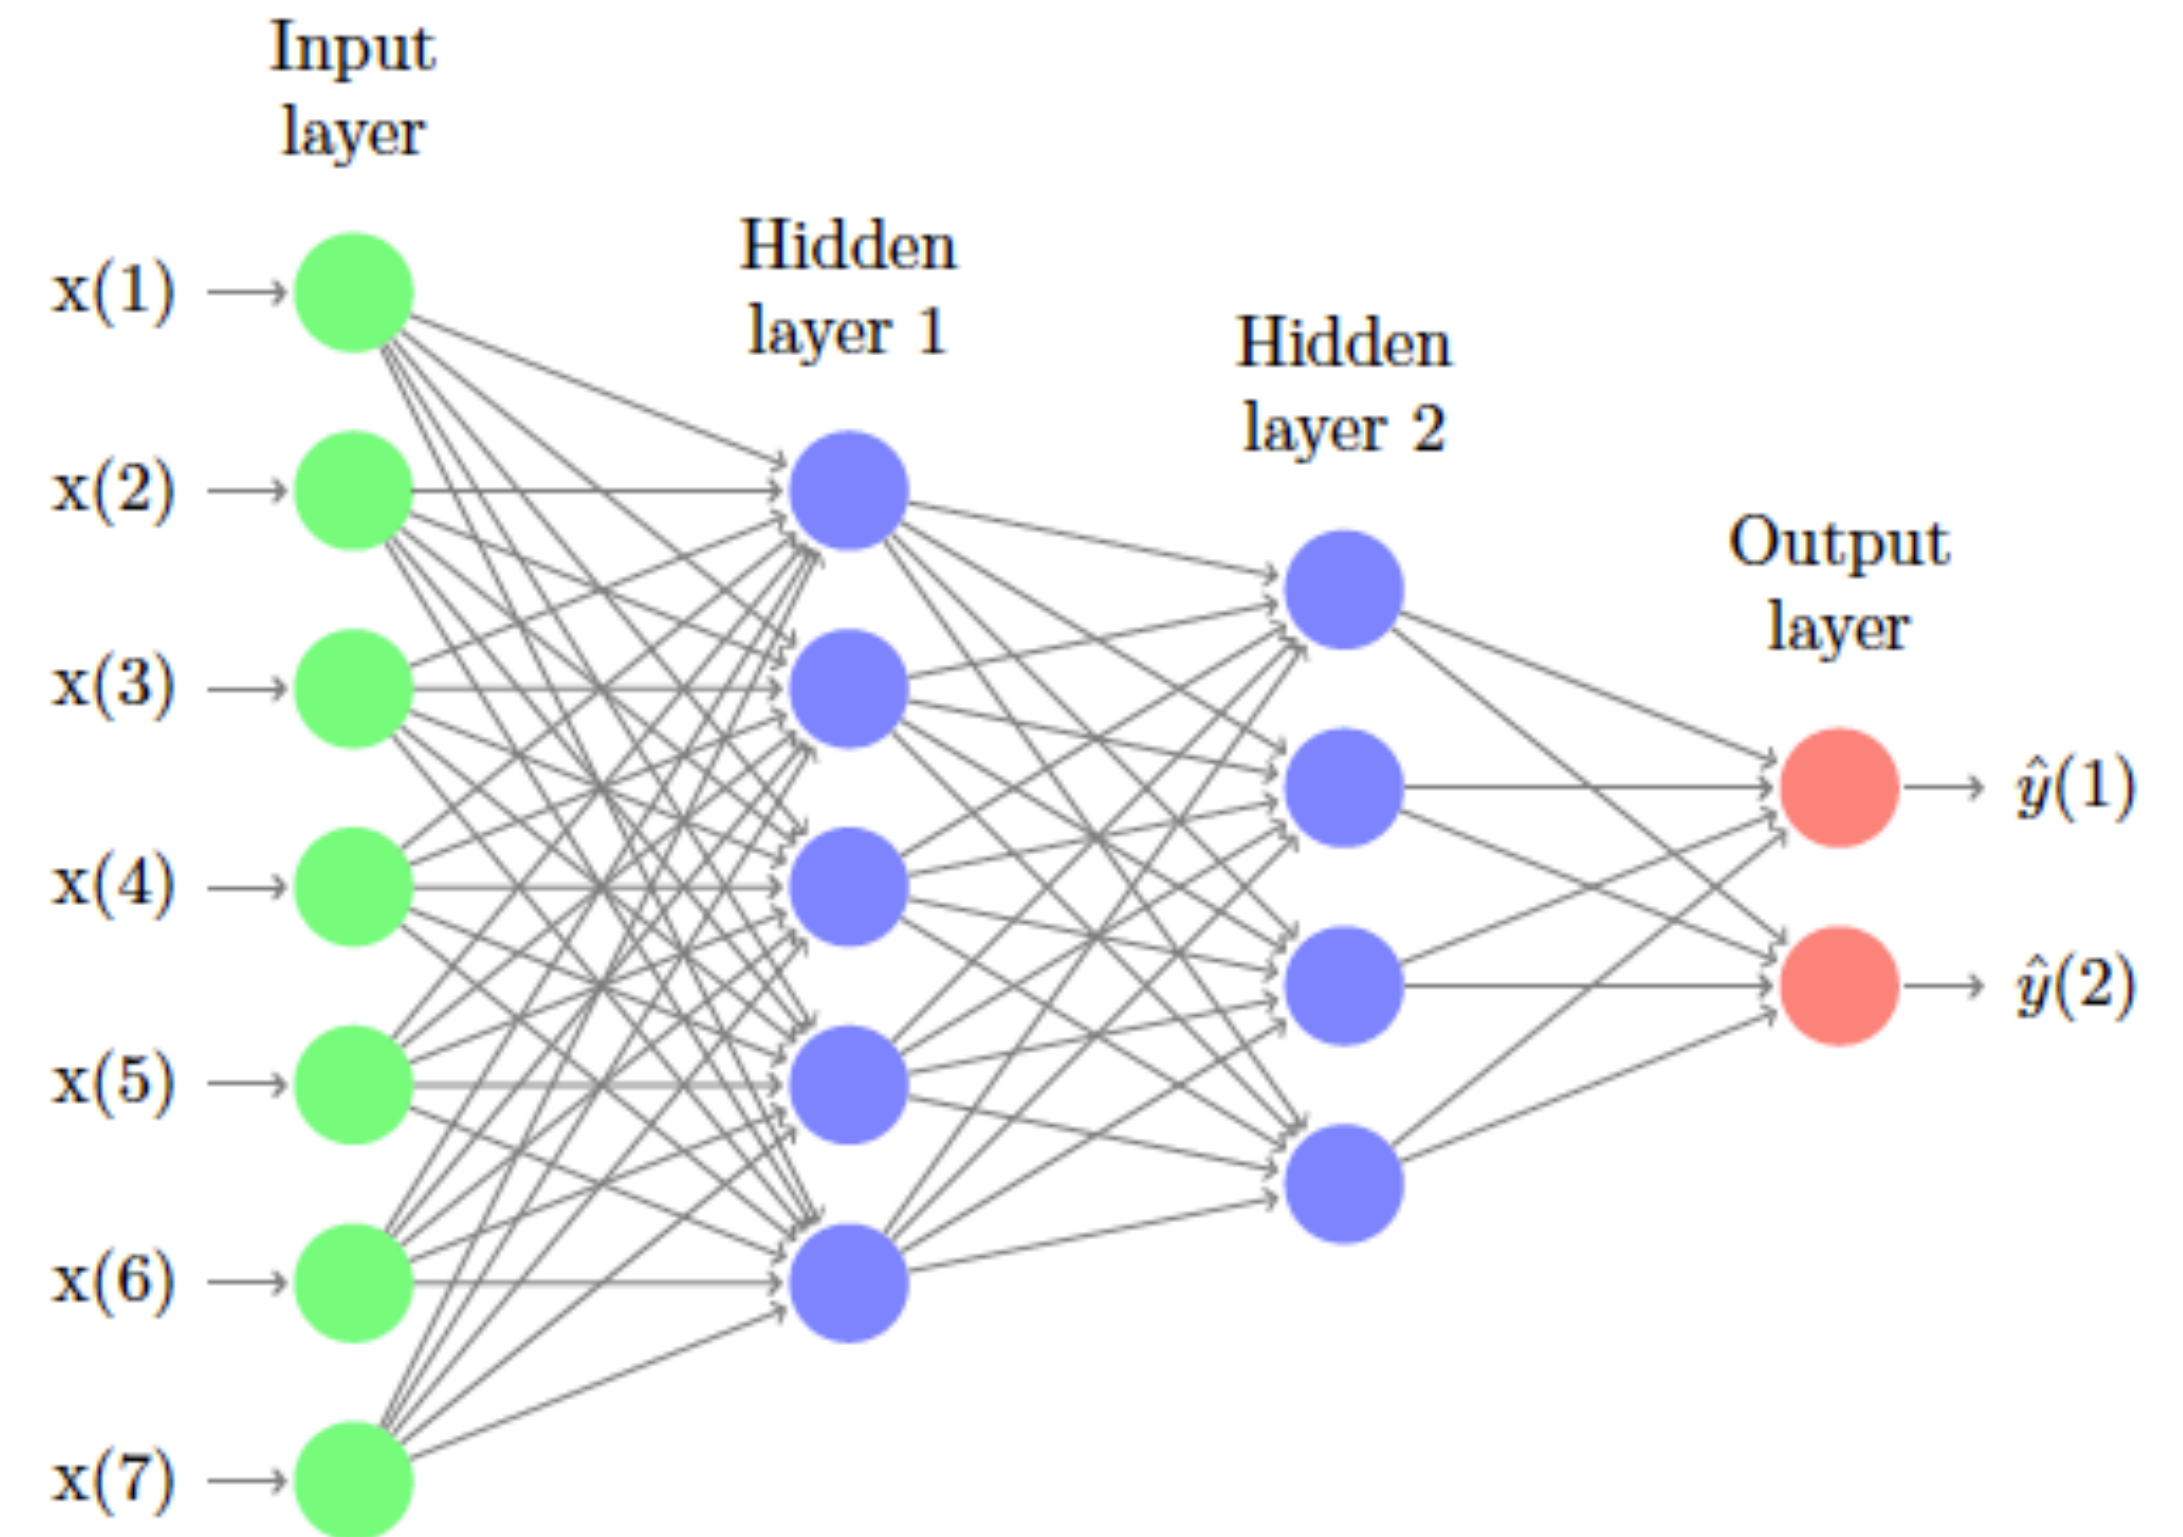 Input
layer
Hidden
layer 1
Hidden
layer 2
Output
layer
x(1)
x(2)
x(3)
x(4)
x(5)
x(6)
x(7)
ŷ(1)
ŷ(2)